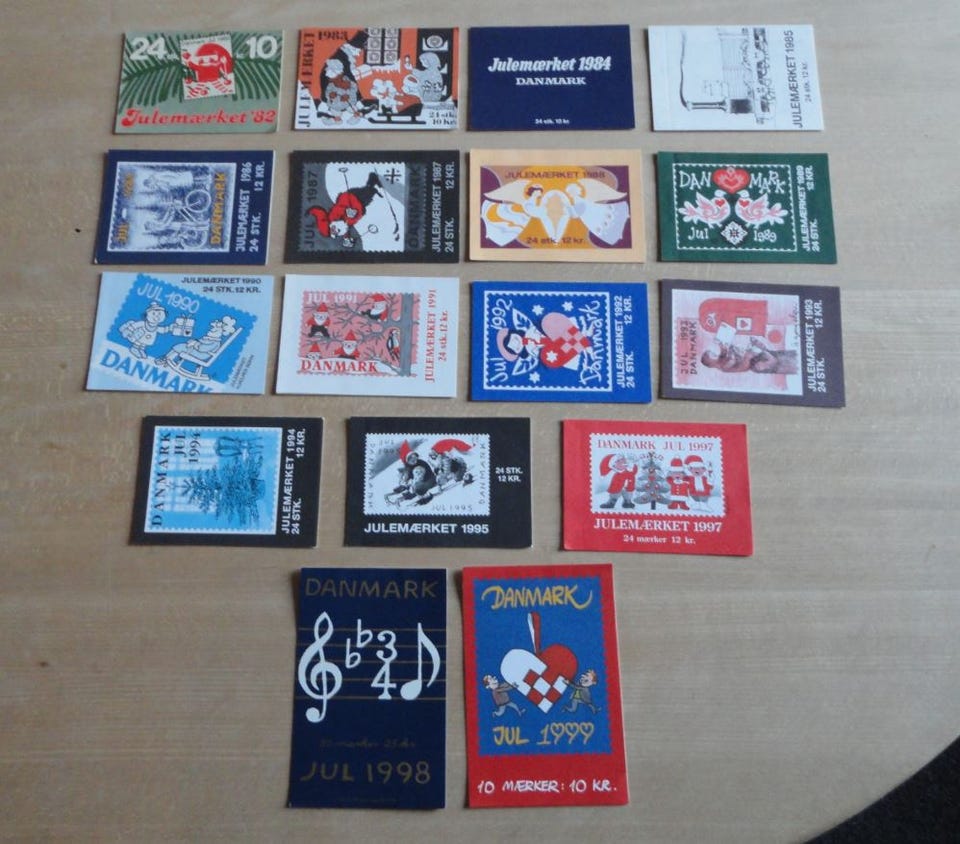 24 STK. 10
Julemærket '82
JULEMÆRKET 1983
24 stk.
10 kr.
Julemærket 1984
DANMARK
24 stk. 10 kr.
JULEMÆRKET 1985
24 stk. 12 kr.
JUL 1986
DANMARK
JULEMÆRKET 1986
24 STK. 12 KR.
JUL 1987
DANMARK
JULEMÆRKET 1987
24 STK. 12 KR.
JULEMÆRKET 1988
24 stk. 12 kr.
DANMARK
Jul 1989
JULEMÆRKET 1989
24 STK. 12 KR.
JULEMÆRKET 1990
24 STK. 12 KR.
JUL 1990
DANMARK
JUL 1991
DANMARK
JULEMÆRKET 1991
24 stk. 12 kr.
Jul 1992
Danmark
JULEMÆRKET 1992
24 STK. 12 KR.
JUL 1993
DANMARK
JULEMÆRKET 1993
24 STK. 12 KR.
DANMARK
JUL 1994
JULEMÆRKET 1994
24 STK. 12 KR.
DANMARK
JUL 1995
24 STK.
12 KR.
JULEMÆRKET 1995
DANMARK JUL 1997
JULEMÆRKET 1997
24 mærker 12 kr.
DANMARK
3
4
JUL 1998
DANMARK
JUL 1999
10 MÆRKER: 10 KR.